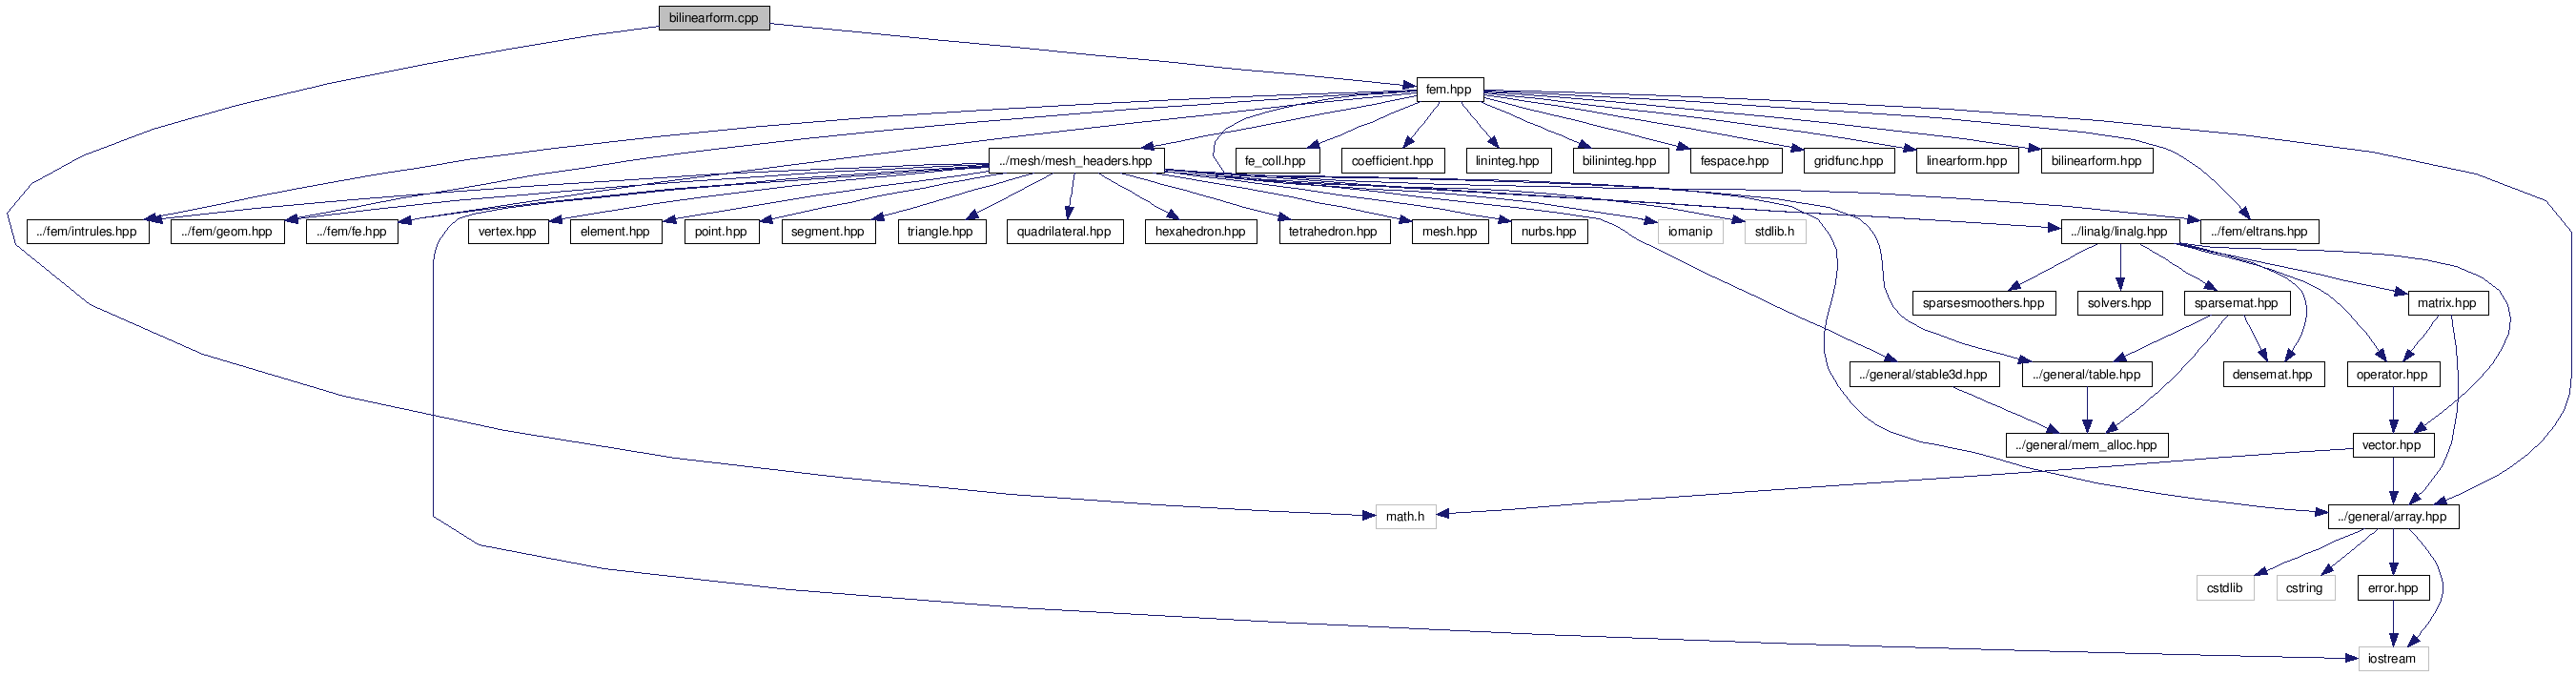 bilinearform.cpp
fem.hpp
../mesh/mesh_headers.hpp
fe_coll.hpp
coefficient.hpp
lininteg.hpp
bilininteg.hpp
fespace.hpp
gridfunc.hpp
linearform.hpp
bilinearform.hpp
../fem/intrules.hpp
../fem/geom.hpp
../fem/fe.hpp
vertex.hpp
element.hpp
point.hpp
segment.hpp
triangle.hpp
quadrilateral.hpp
hexahedron.hpp
tetrahedron.hpp
mesh.hpp
nurbs.hpp
iomanip
stdlib.h
../linalg/linalg.hpp
../fem/eltrans.hpp
sparsesmoothers.hpp
solvers.hpp
sparsemat.hpp
matrix.hpp
../general/stable3d.hpp
../general/table.hpp
densemat.hpp
operator.hpp
../general/mem_alloc.hpp
vector.hpp
math.h
../general/array.hpp
cstdlib
cstring
error.hpp
iostream